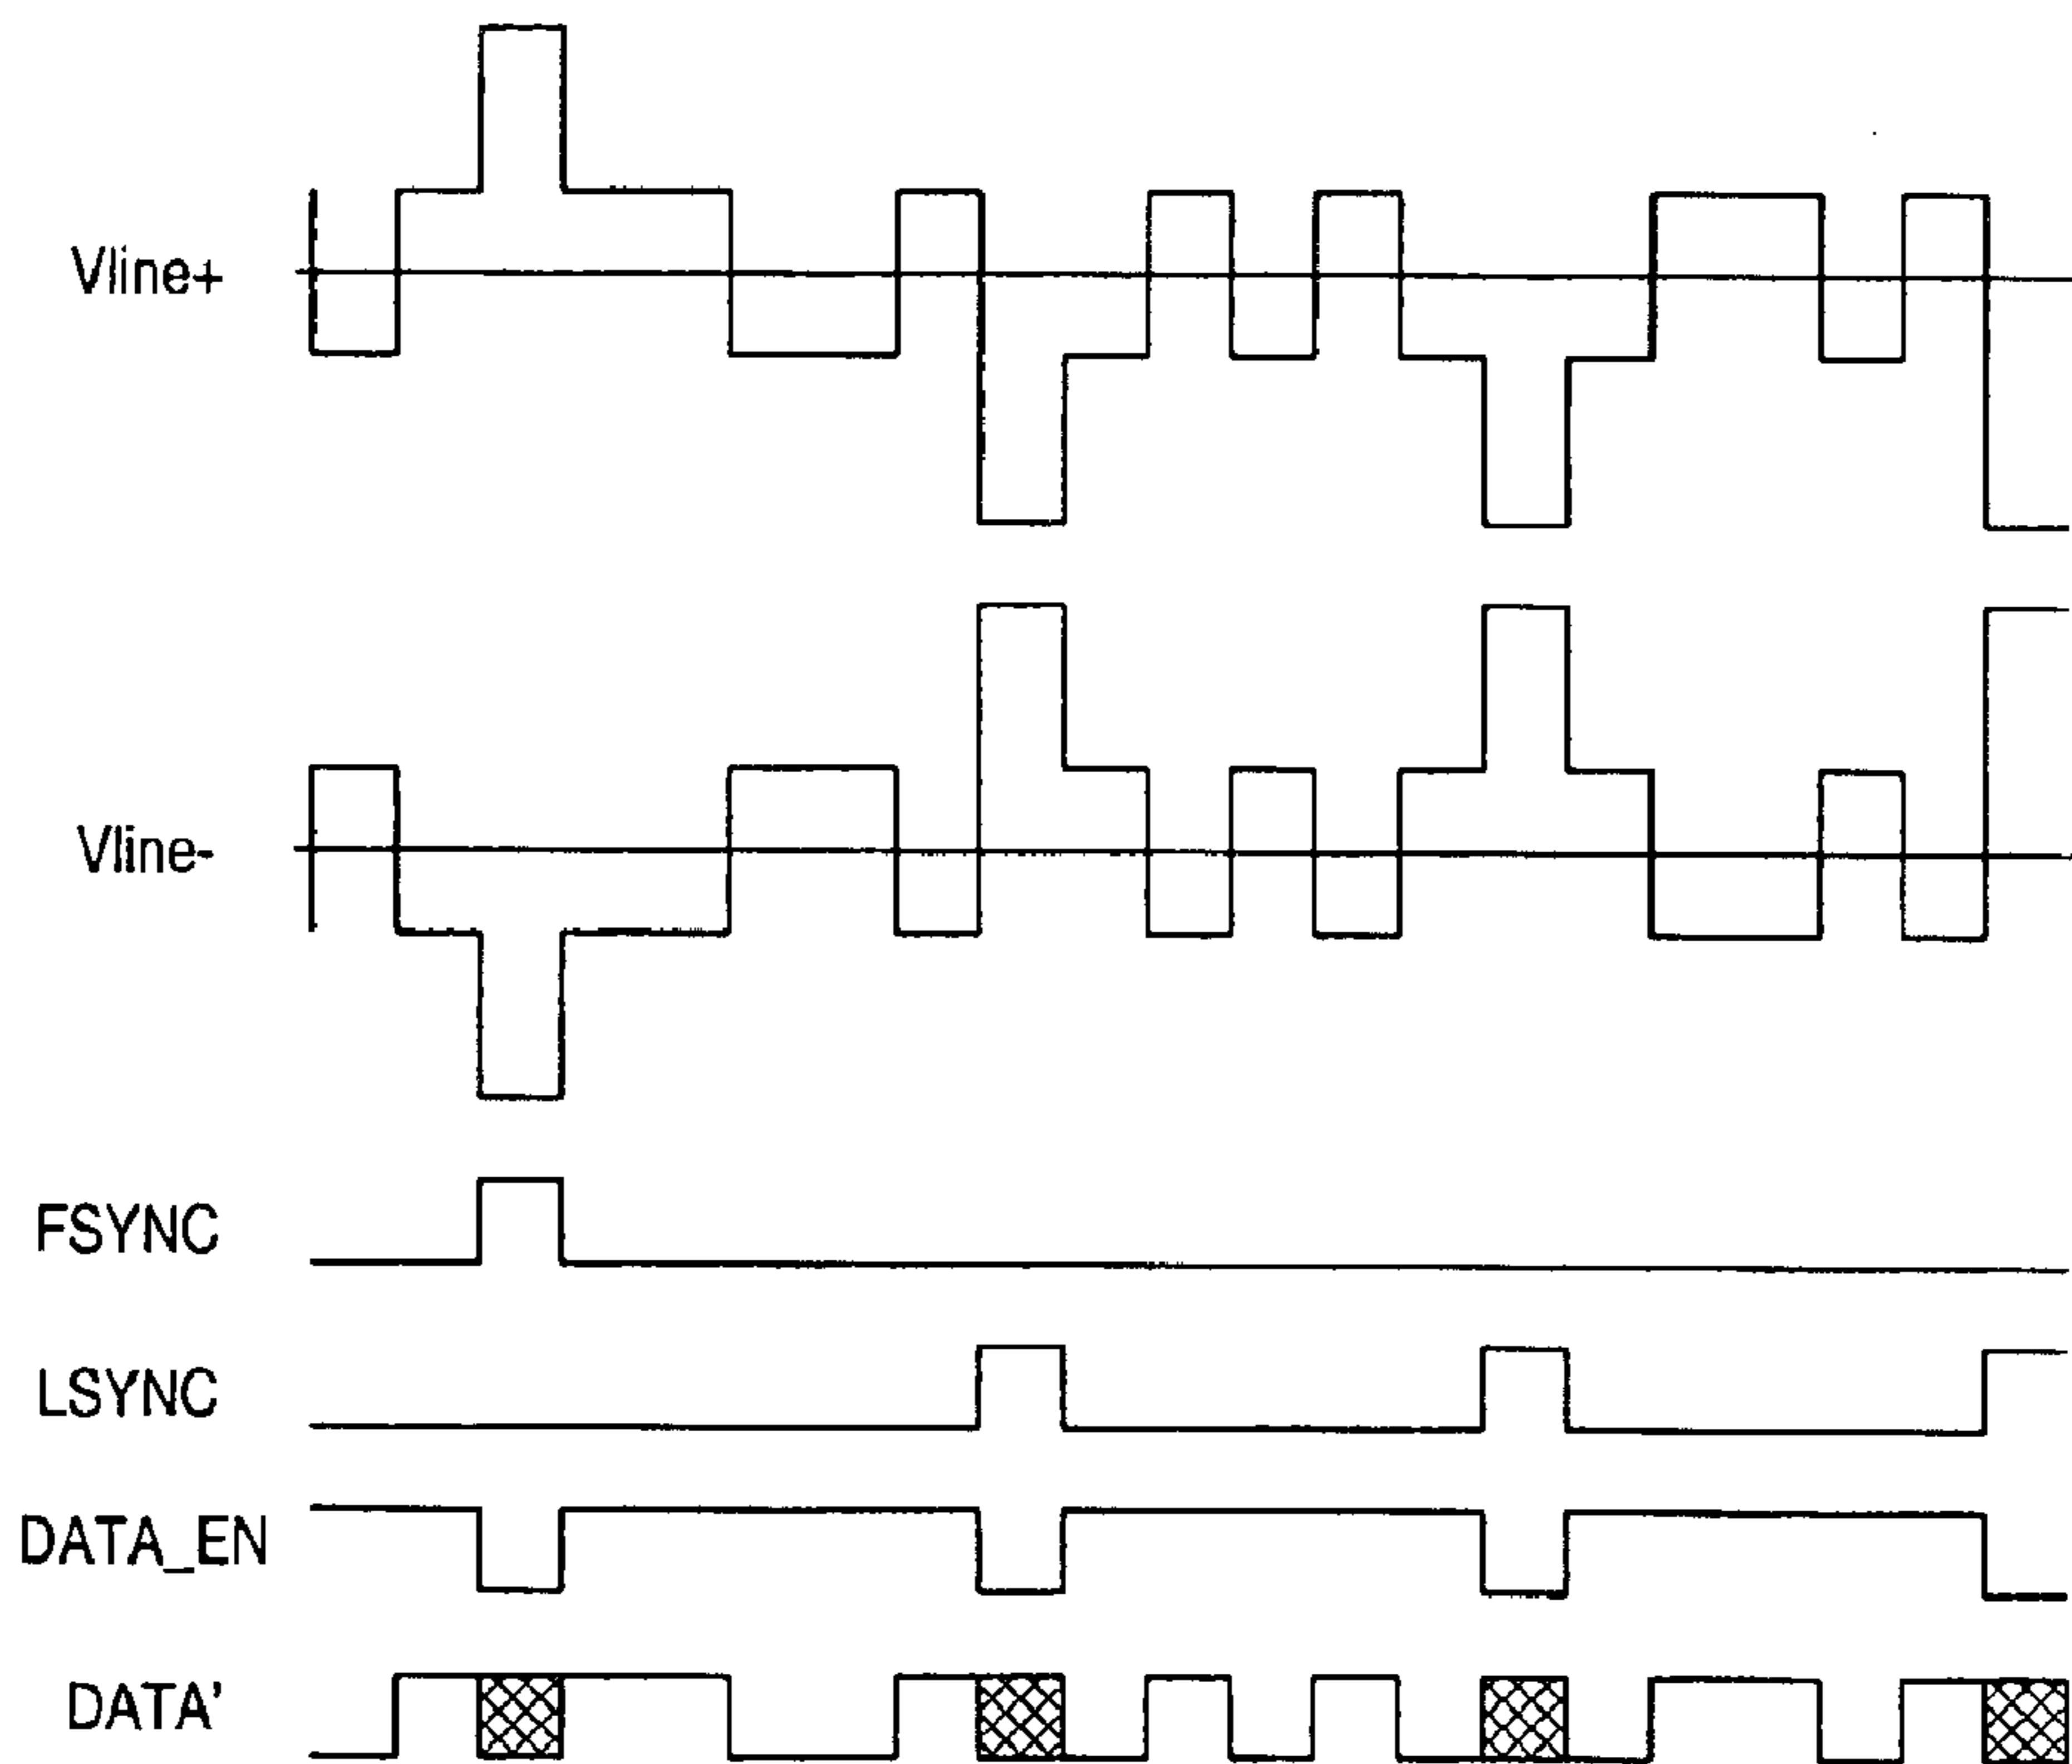 Vline+
Vline-
FSYNC
LSYNC
DATA_EN
DATA'